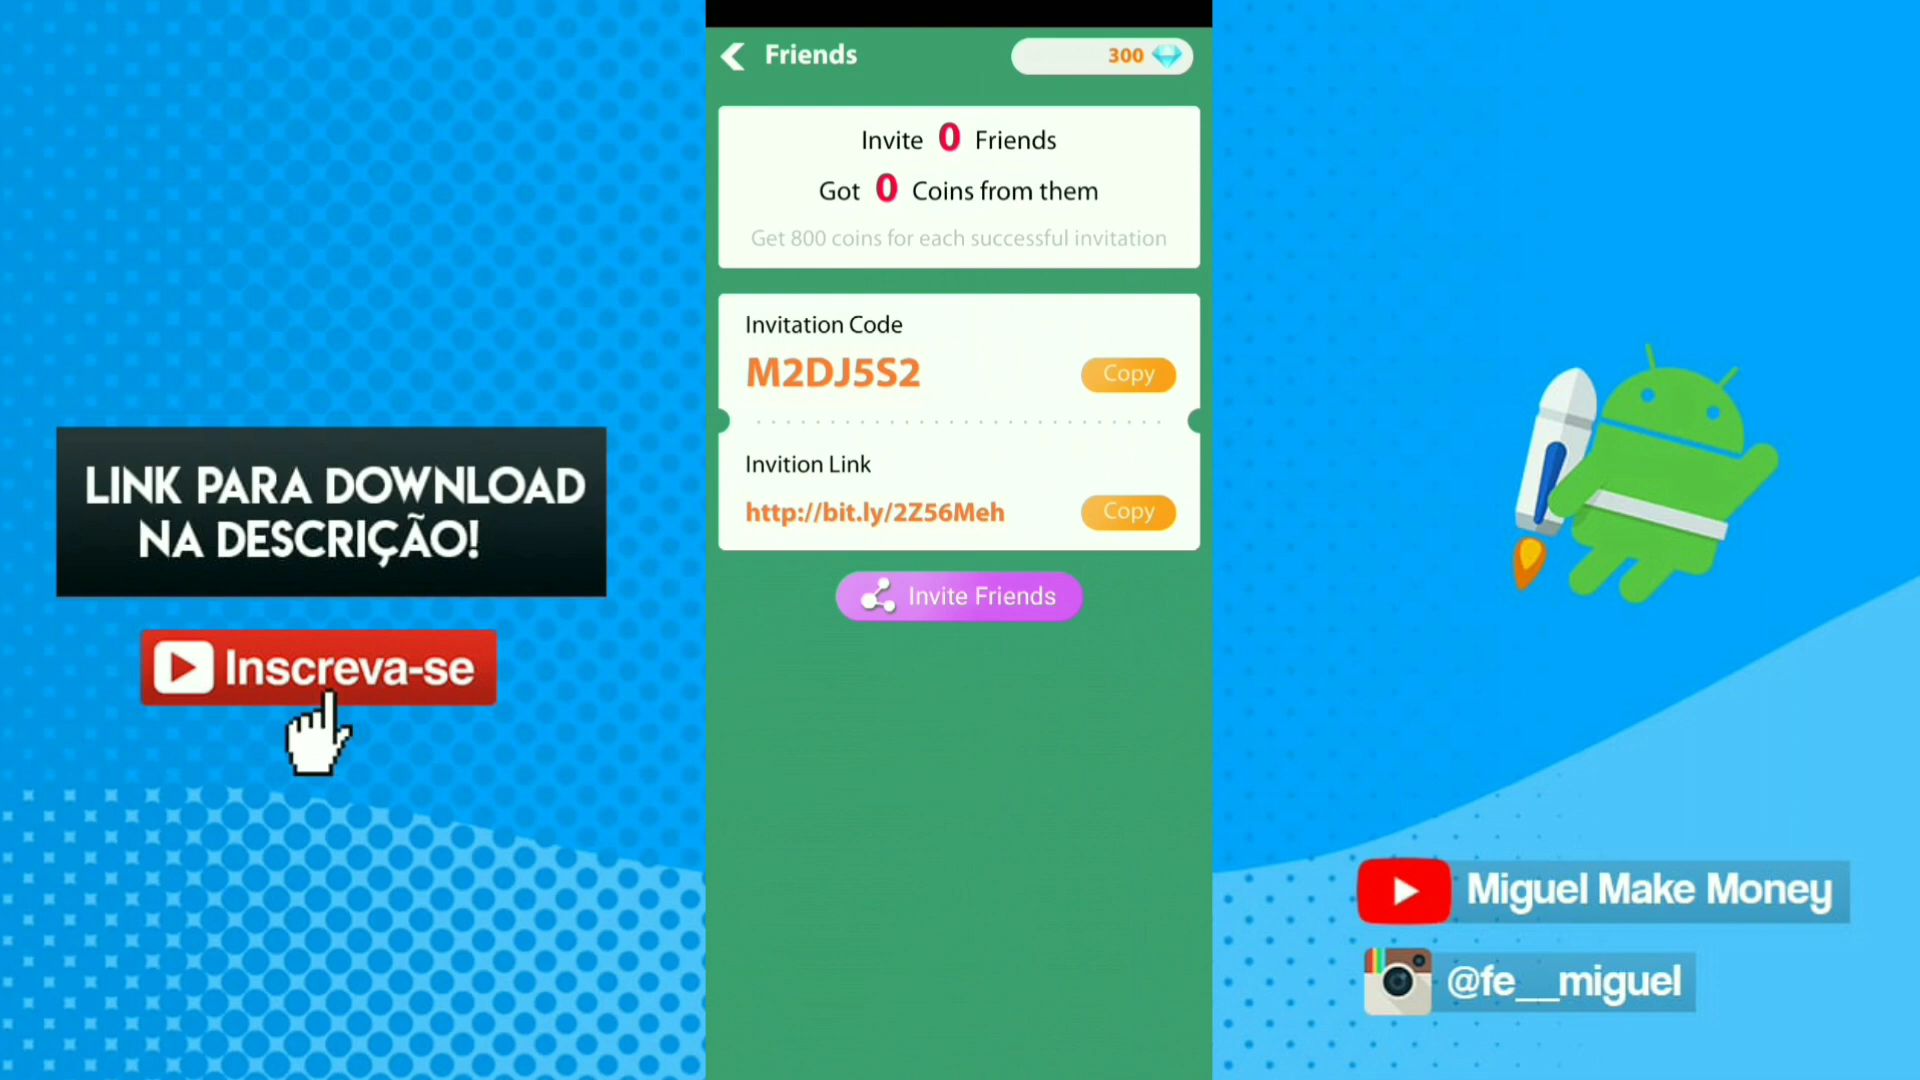 Friends
300
Invite 0 Friends
Got 0 Coins from them
Get 800 coins for each successful invitation
Invitation Code
M2DJ5S2
Copy
Invition Link
http://bit.ly/2Z56Meh
Copy
Invite Friends
LINK PARA DOWNLOAD
NA DESCRIÇÃO!
Inscreva-se
Miguel Make Money
@fe__miguel